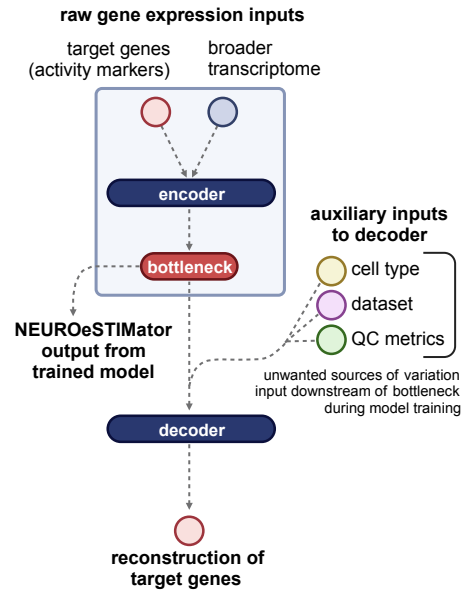 raw gene expression inputs
target genes
(activity markers)
broader
transcriptome
encoder
bottleneck
NEUROeSTIMator
output from
trained model
auxiliary inputs
to decoder
cell type
dataset
QC metrics
unwanted sources of variation
input downstream of bottleneck
during model training
decoder
reconstruction of
target genes